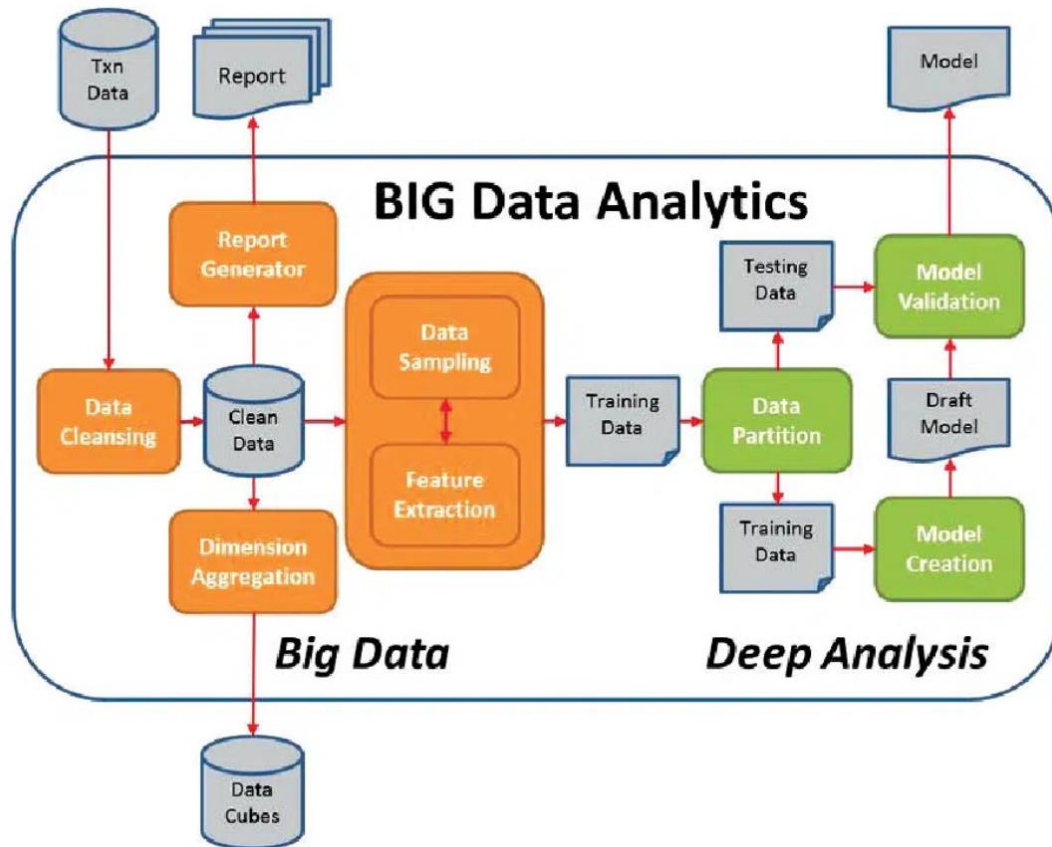 Txn
Data
Report
Model
BIG Data Analytics
Report
Generator
Testing
Data
Model
Validation
Data
Sampling
Data
Cleansing
Clean
Data
Training
Data
Data
Partition
Draft
Model
Feature
Extraction
Dimension
Aggregation
Training
Data
Model
Creation
Big Data
Deep Analysis
Data
Cubes